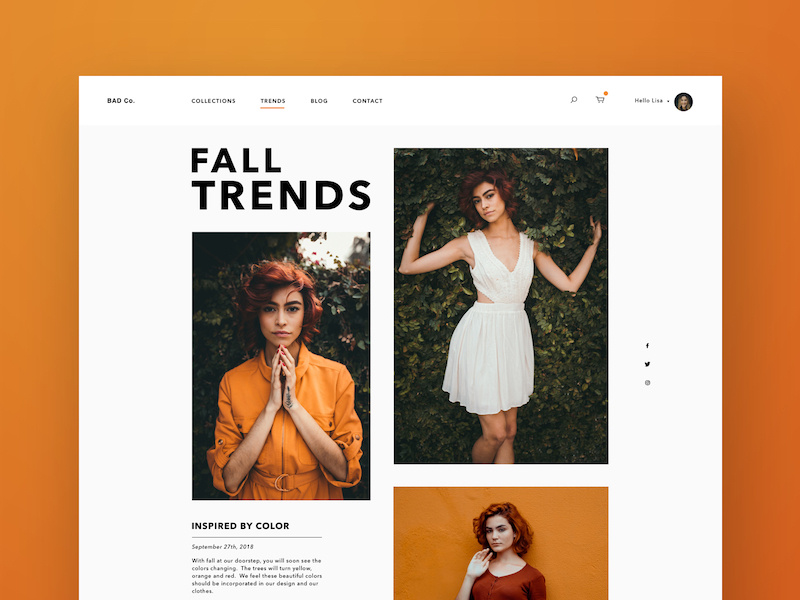 BAD Co.
COLLECTIONS
TRENDS
BLOG
CONTACT
Hello Lisa
FALL
TRENDS
INSPIRED BY COLOR
September 27th, 2018
With fall at our doorstep, you will soon see the
colors changing. The trees will turn yellow,
orange and red. We feel these beautiful colors
should be incorporated in our design and our
clothes.